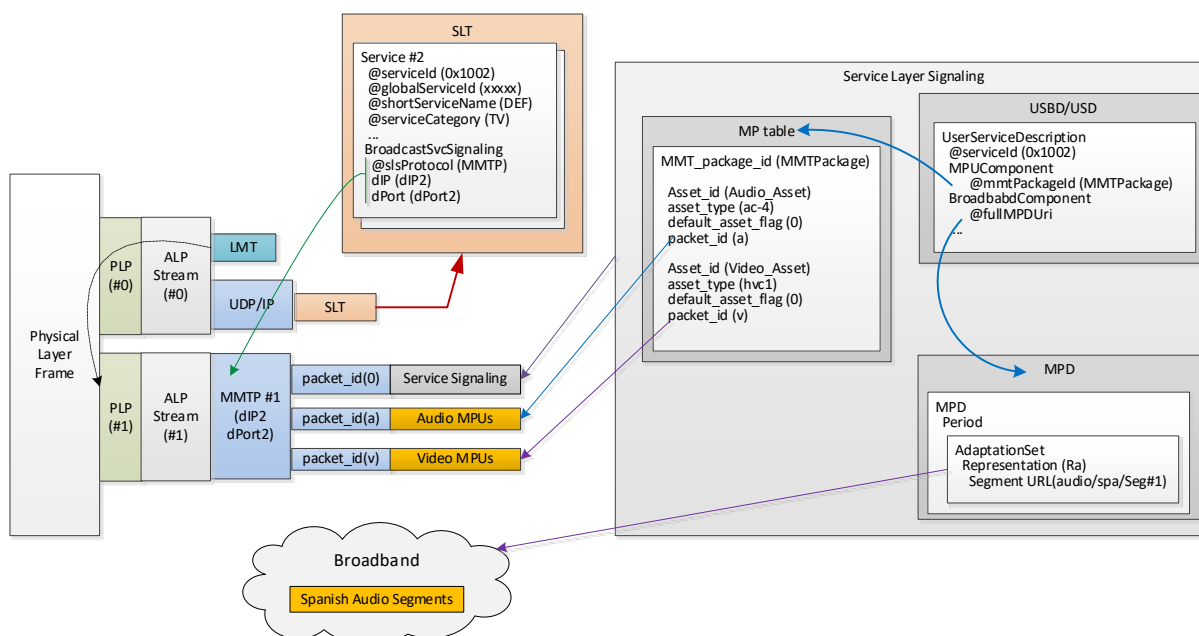 SLT
Service #2
@serviceId (0x1002)
@globalServiceId (xxxxx)
@shortServiceName (DEF)
@serviceCategory (TV)
...
BroadcastSvcSignaling
@slsProtocol (MMTP)
dIP (dIP2)
dPort (dPort2)
Service Layer Signaling
USBD/USD
UserServiceDescription
@serviceId (0x1002)
MPUComponent
@mmtPackageId (MMTPackage)
BroadbabdComponent
@fullMPDUri
...
MP table
MMT_package_id (MMTPackage)
Asset_id (Audio_Asset)
asset_type (ac-4)
default_asset_flag (0)
packet_id (a)
Asset_id (Video_Asset)
asset_type (hvc1)
default_asset_flag (0)
packet_id (v)
MPD
MPD
Period
AdaptationSet
Representation (Ra)
Segment URL(audio/spa/Seg#1)
Physical
Layer
Frame
PLP
(#0)
ALP
Stream
(#0)
LMT
UDP/IP
SLT
PLP
(#1)
ALP
Stream
(#1)
MMTP #1
(dIP2
dPort2)
packet_id(0)
Service Signaling
packet_id(a)
Audio MPUs
packet_id(v)
Video MPUs
Broadband
Spanish Audio Segments